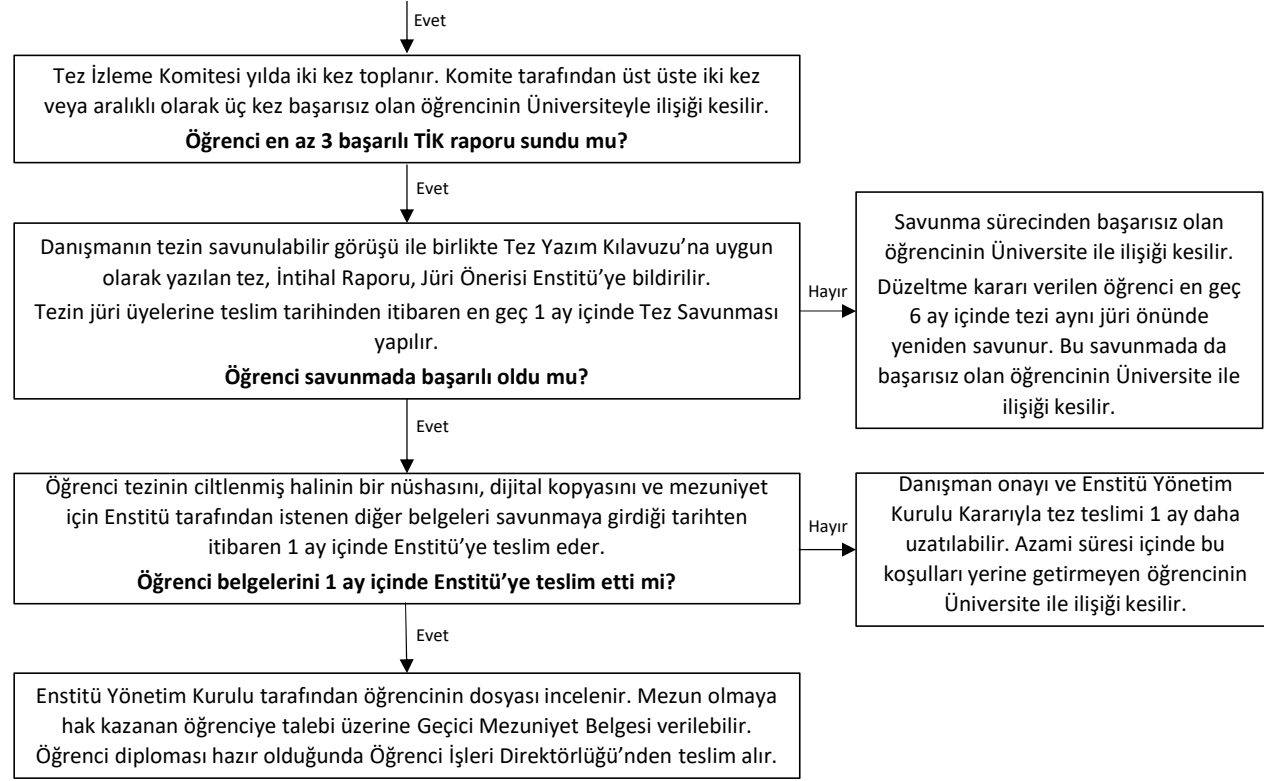 Evet
Tez İzleme Komitesi yılda iki kez toplanır. Komite tarafından üst üste iki kez
veya aralıklı olarak üç kez başarısız olan öğrencinin Üniversiteyle ilişiği kesilir.
Öğrenci en az 3 başarılı TİK raporu sundu mu?
Evet
Danışmanın tezin savunulabilir görüşü ile birlikte Tez Yazım Kılavuzu’na uygun
olarak yazılan tez, İntihal Raporu, Jüri Önerisi Enstitü’ye bildirilir.
Tezin jüri üyelerine teslim tarihinden itibaren en geç 1 ay içinde Tez Savunması
yapılır.
Öğrenci savunmada başarılı oldu mu?
Hayır
Savunma sürecinden başarısız olan
öğrencinin Üniversite ile ilişiği kesilir.
Düzeltme kararı verilen öğrenci en geç
6 ay içinde tezi aynı jüri önünde
yeniden savunur. Bu savunmada da
başarısız olan öğrencinin Üniversite ile
ilişiği kesilir.
Evet
Öğrenci tezinin ciltlenmiş halinin bir nüshasını, dijital kopyasını ve mezuniyet
için Enstitü tarafından istenen diğer belgeleri savunmaya girdiği tarihten
itibaren 1 ay içinde Enstitü’ye teslim eder.
Öğrenci belgelerini 1 ay içinde Enstitü’ye teslim etti mi?
Hayır
Danışman onayı ve Enstitü Yönetim
Kurulu Kararıyla tez teslimi 1 ay daha
uzatılabilir. Azami süresi içinde bu
koşulları yerine getirmeyen öğrencinin
Üniversite ile ilişiği kesilir.
Evet
Enstitü Yönetim Kurulu tarafından öğrencinin dosyası incelenir. Mezun olmaya
hak kazanan öğrenciye talebi üzerine Geçici Mezuniyet Belgesi verilebilir.
Öğrenci diploması hazır olduğunda Öğrenci İşleri Direktörlüğü’nden teslim alır.